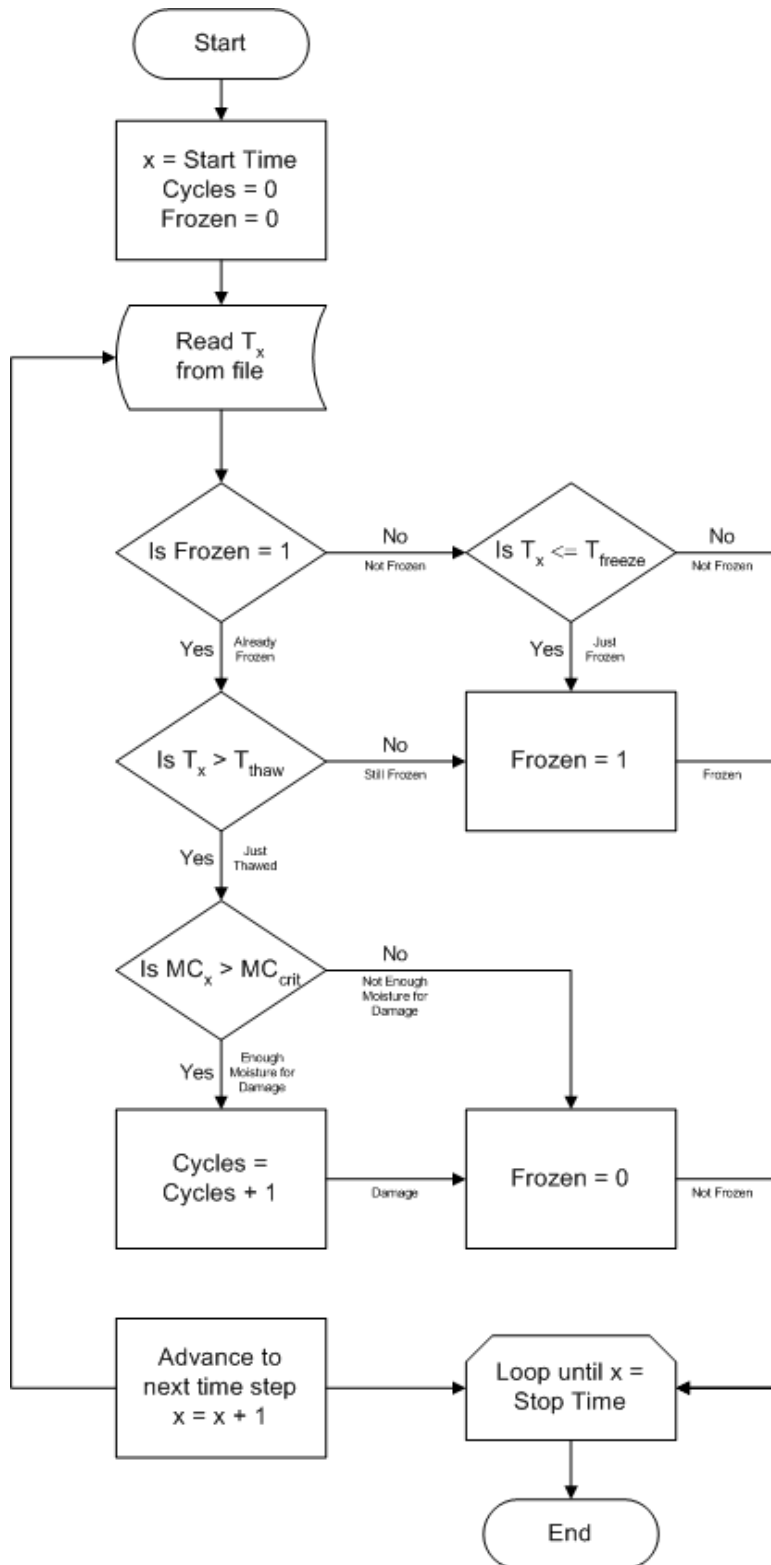 Start
x = Start Time
Cycles = 0
Frozen = 0
Read Tx
from file
Is Frozen = 1
No
Not Frozen
Is Tx <= Tfreeze
No
Not Frozen
Yes
Already
Frozen
Yes
Just
Frozen
Is Tx > Tthaw
No
Still Frozen
Frozen = 1
Frozen
Yes
Just
Thawed
Is MCx > MCcrit
No
Not Enough
Moisture for
Damage
Yes
Enough
Moisture for
Damage
Cycles =
Cycles + 1
Damage
Frozen = 0
Not Frozen
Advance to
next time step
x = x + 1
Loop until x =
Stop Time
End